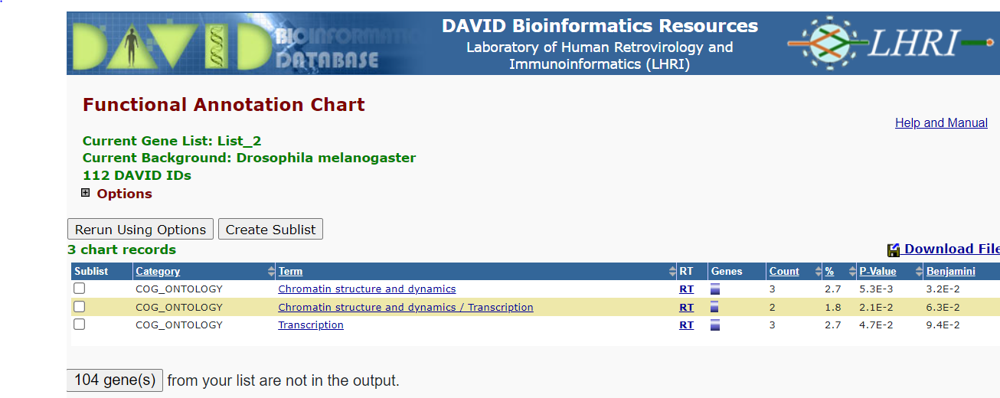 DAVID BIOINFORMATICS DATABASE
DAVID Bioinformatics Resources
Laboratory of Human Retrovirology and
Immunoinformatics (LHRI)
LHRI
Functional Annotation Chart
Help and Manual
Current Gene List: List_2
Current Background: Drosophila melanogaster
112 DAVID IDs
Options
Rerun Using Options Create Sublist
3 chart records Download File
Sublist Category Term RT Genes Count % P-Value Benjamini
COG_ONTOLOGY Chromatin structure and dynamics RT 3 2.7 5.3E-3 3.2E-2
COG_ONTOLOGY Chromatin structure and dynamics / Transcription RT 2 1.8 2.1E-2 6.3E-2
COG_ONTOLOGY Transcription RT 3 2.7 4.7E-2 9.4E-2
104 gene(s) from your list are not in the output.